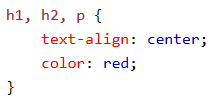 h1, h2, p {
    text-align: center;
    color: red;
}